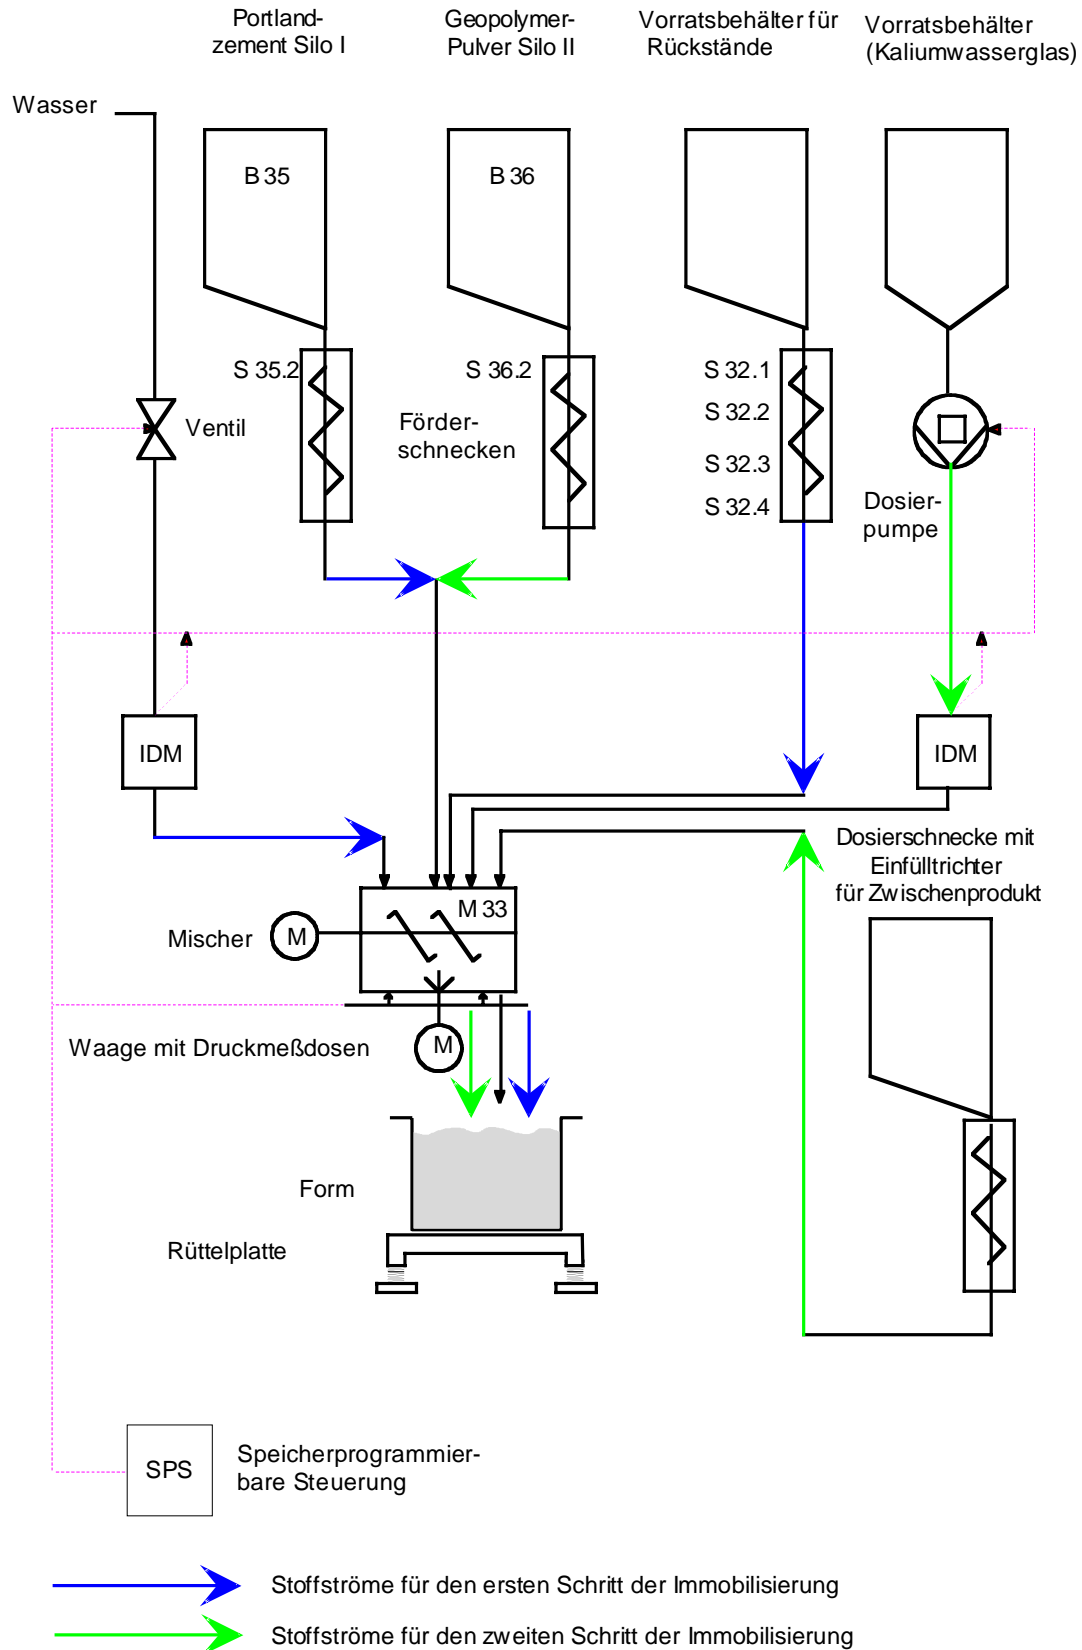 Portland-
zement Silo I
Geopolymer-
Pulver Silo II
Vorratsbehälter für
Rückstände
Vorratsbehälter
(Kaliumwasserglas)
Wasser
B 35
B 36
S 35.2
S 36.2
S 32.1
S 32.2
S 32.3
S 32.4
Ventil
Förder-
schnecken
Dosier-
pumpe
IDM
IDM
Dosierschnecke mit
Einfülltrichter
für Zwischenprodukt
M 33
Mischer
M
Waage mit Druckmeßdosen
M
Form
Rüttelplatte
SPS
Speicherprogrammier-
bare Steuerung
Stoffströme für den ersten Schritt der Immobilisierung
Stoffströme für den zweiten Schritt der Immobilisierung